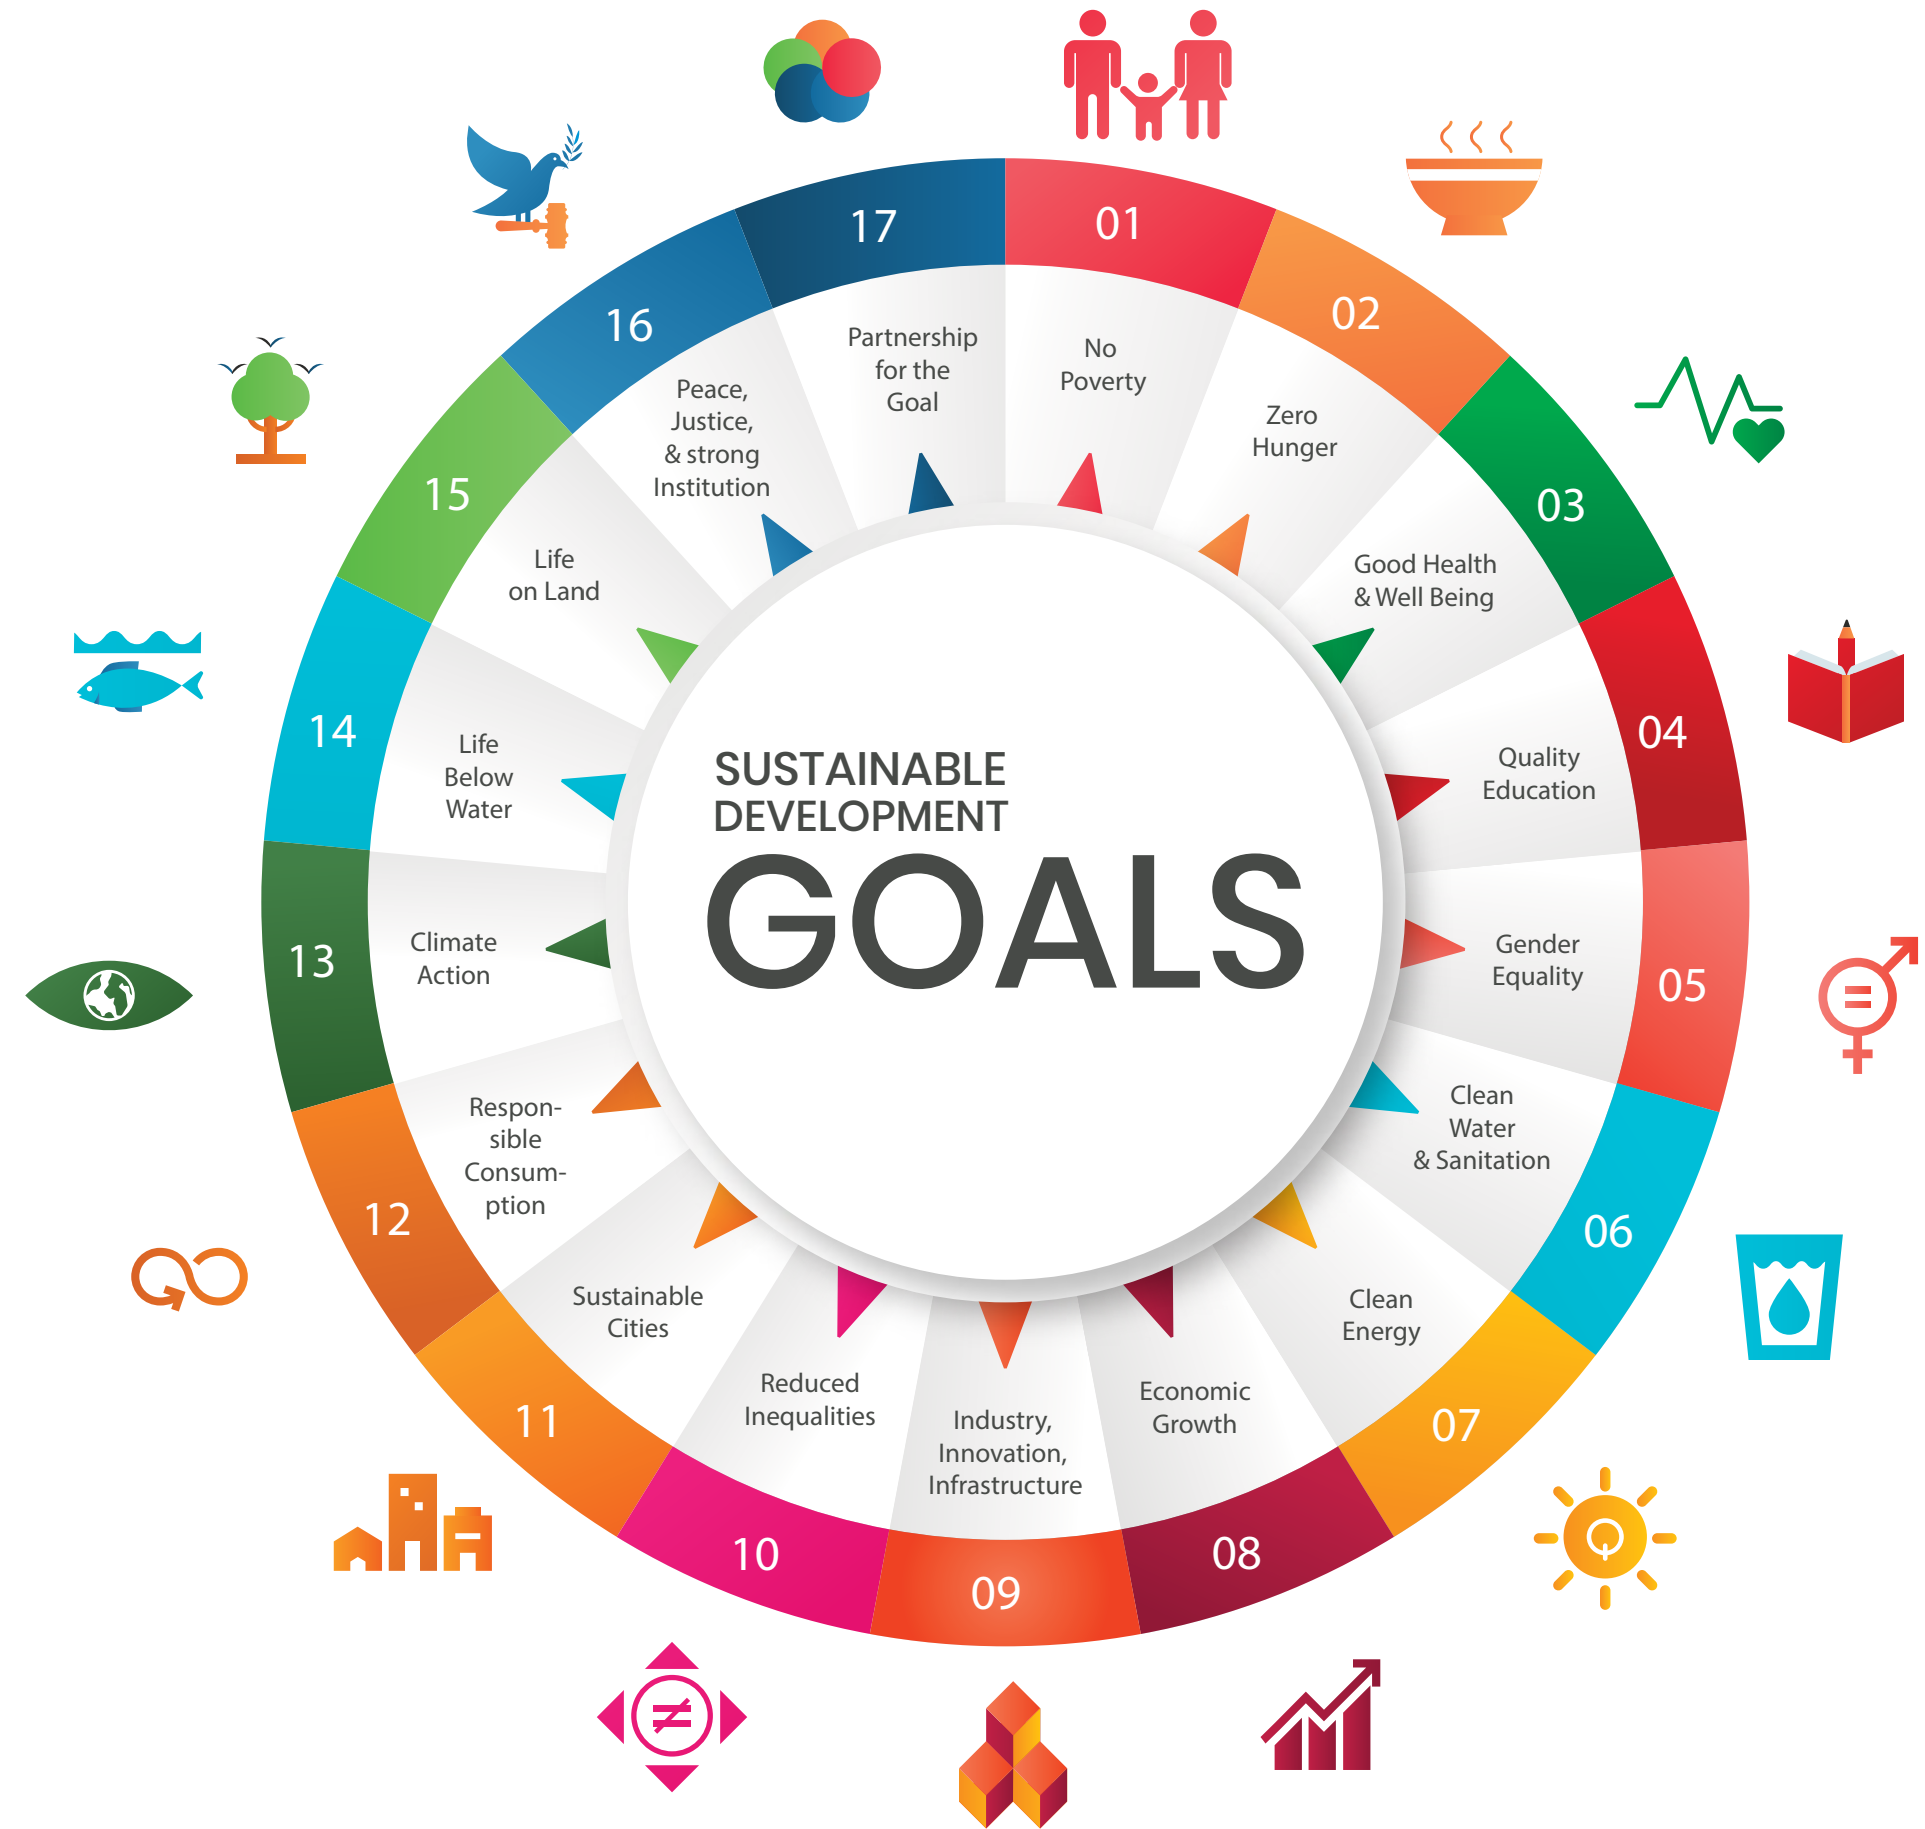 SUSTAINABLE
DEVELOPMENT
GOALS
01
No
Poverty
02
Zero
Hunger
03
Good Health
& Well Being
04
Quality
Education
05
Gender
Equality
06
Clean
Water
& Sanitation
07
Clean
Energy
08
Economic
Growth
09
Industry,
Innovation,
Infrastructure
10
Reduced
Inequalities
11
Sustainable
Cities
12
Respon-
sible
Consum-
ption
13
Climate
Action
14
Life
Below
Water
15
Life
on Land
16
Peace,
Justice,
& strong
Institution
17
Partnership
for the
Goal